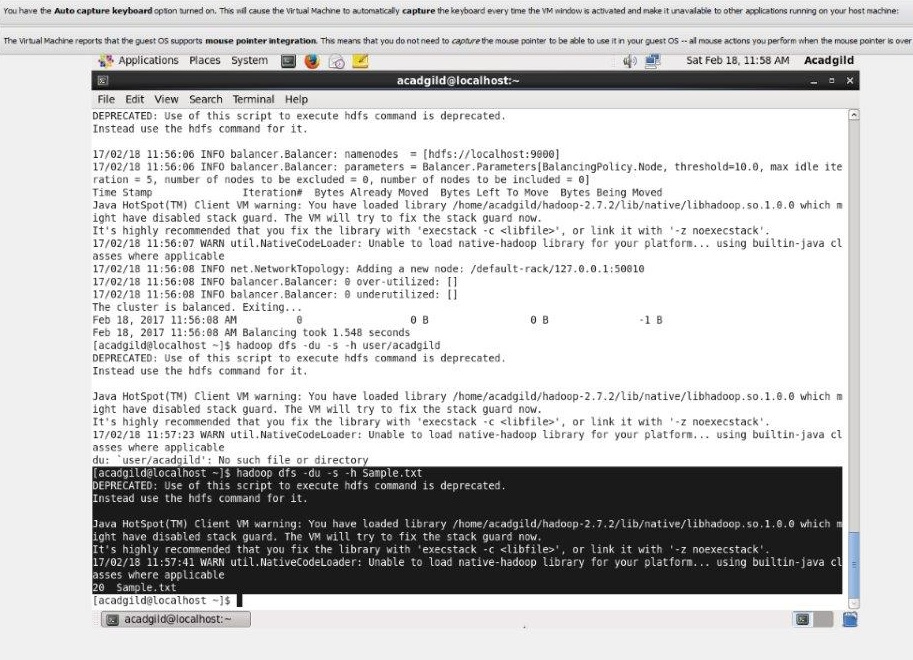 You have the Auto capture keyboard option turned on. This will cause the Virtual Machine to automatically capture the keyboard every time the VM window is activated and make it unavailable to other applications running on your host machine:
The Virtual Machine reports that the guest OS supports mouse pointer integration. This means that you do not need to capture the mouse pointer to be able to use it in your guest OS -- all mouse actions you perform when the mouse pointer is over
Applications Places System Sat Feb 18, 11:58 AM Acadgild
acadgild@localhost:~
File Edit View Search Terminal Help
DEPRECATED: Use of this script to execute hdfs command is deprecated.
Instead use the hdfs command for it.
17/02/18 11:56:06 INFO balancer.Balancer: namenodes = [hdfs://localhost:9000]
17/02/18 11:56:06 INFO balancer.Balancer: parameters = Balancer.Parameters[BalancingPolicy.Node, threshold=10.0, max idle ite
ration = 5, number of nodes to be excluded = 0, number of nodes to be included = 0]
Time Stamp Iteration# Bytes Already Moved Bytes Left To Move Bytes Being Moved
Java HotSpot(TM) Client VM warning: You have loaded library /home/acadgild/hadoop-2.7.2/lib/native/libhadoop.so.1.0.0 which m
ight have disabled stack guard. The VM will try to fix the stack guard now.
It's highly recommended that you fix the library with 'execstack -c <libfile>', or link it with '-z noexecstack'.
17/02/18 11:56:07 WARN util.NativeCodeLoader: Unable to load native-hadoop library for your platform... using builtin-java cl
asses where applicable
17/02/18 11:56:08 INFO net.NetworkTopology: Adding a new node: /default-rack/127.0.0.1:50010
17/02/18 11:56:08 INFO balancer.Balancer: 0 over-utilized: []
17/02/18 11:56:08 INFO balancer.Balancer: 0 underutilized: []
The cluster is balanced. Exiting...
Feb 18, 2017 11:56:08 AM 0 0 B 0 B -1 B
Feb 18, 2017 11:56:08 AM Balancing took 1.548 seconds
[acadgild@localhost ~]$ hadoop dfs -du -s -h user/acadgild
DEPRECATED: Use of this script to execute hdfs command is deprecated.
Instead use the hdfs command for it.
Java HotSpot(TM) Client VM warning: You have loaded library /home/acadgild/hadoop-2.7.2/lib/native/libhadoop.so.1.0.0 which m
ight have disabled stack guard. The VM will try to fix the stack guard now.
It's highly recommended that you fix the library with 'execstack -c <libfile>', or link it with '-z noexecstack'.
17/02/18 11:57:23 WARN util.NativeCodeLoader: Unable to load native-hadoop library for your platform... using builtin-java cl
asses where applicable
du: `user/acadgild': No such file or directory
[acadgild@localhost ~]$ hadoop dfs -du -s -h Sample.txt
DEPRECATED: Use of this script to execute hdfs command is deprecated.
Instead use the hdfs command for it.
Java HotSpot(TM) Client VM warning: You have loaded library /home/acadgild/hadoop-2.7.2/lib/native/libhadoop.so.1.0.0 which m
ight have disabled stack guard. The VM will try to fix the stack guard now.
It's highly recommended that you fix the library with 'execstack -c <libfile>', or link it with '-z noexecstack'.
17/02/18 11:57:41 WARN util.NativeCodeLoader: Unable to load native-hadoop library for your platform... using builtin-java cl
asses where applicable
20 Sample.txt
[acadgild@localhost ~]$
acadgild@localhost:~